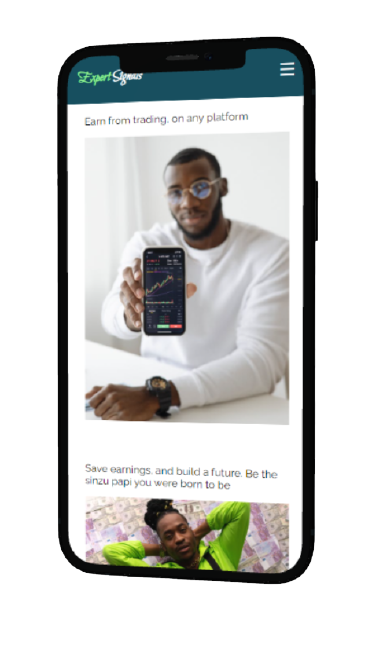 Expert Signals
Earn from trading, on any platform
Save earnings, and build a future. Be the
sinzu papi you were born to be